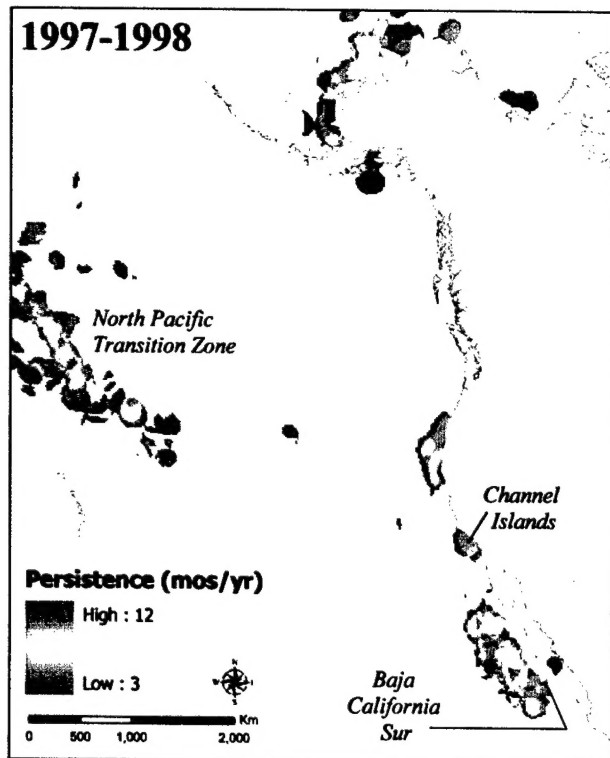 1997-1998
North Pacific
Transition Zone
Channel
Islands
Persistence (mos/yr)
High : 12
Low : 3
N
S
Km
0 500 1,000 2,000
Baja
California
Sur